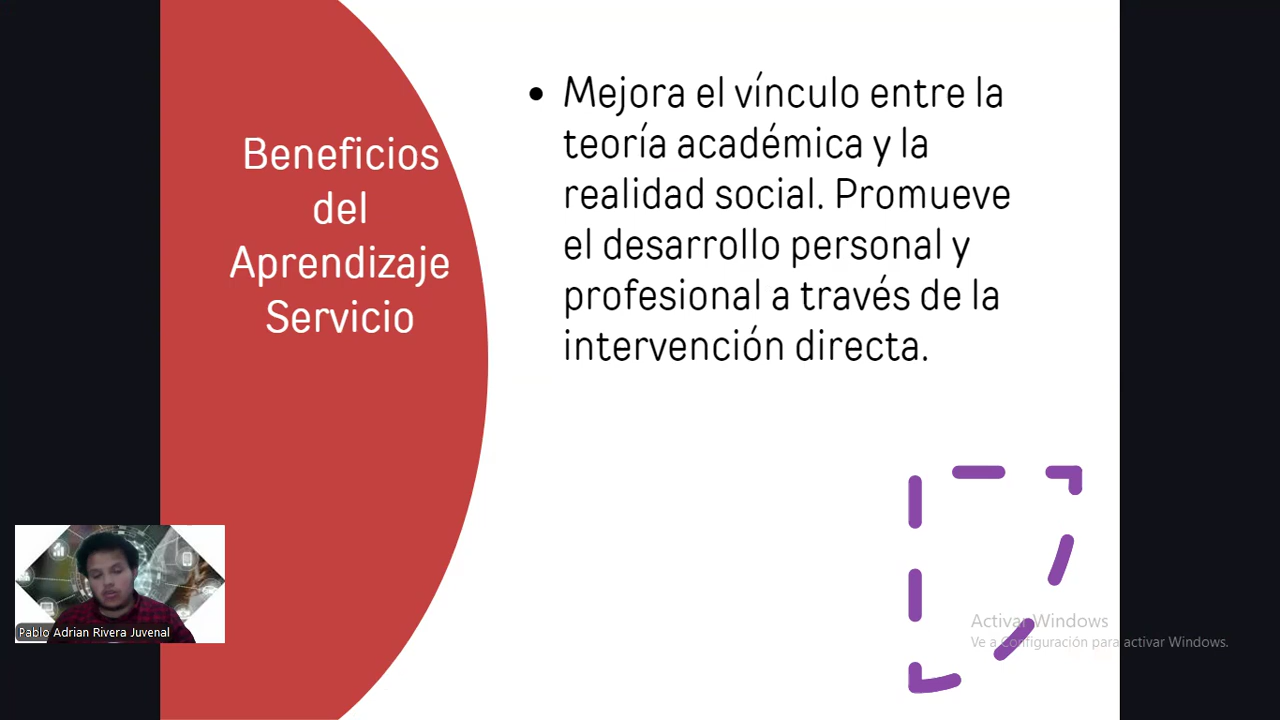 Beneficios
del
Aprendizaje
Servicio
• Mejora el vínculo entre la
teoría académica y la
realidad social. Promueve
el desarrollo personal y
profesional a través de la
intervención directa.
Pablo Adrian Rivera Juvenal
Activar Windows
Ve a Configuración para activar Windows.